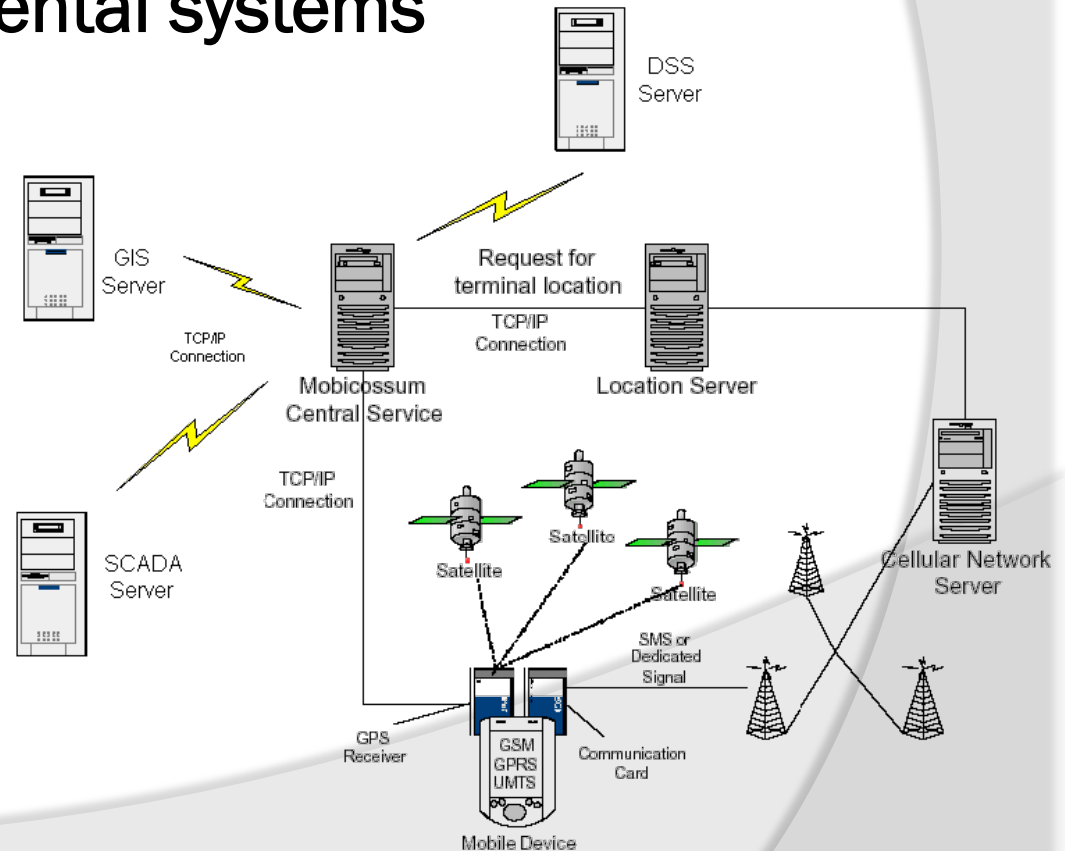 ental systems
DSS
Server
GIS
Server
Request for
terminal location
TCP/IP
Connection
TCP/IP
Connection
Mobicossum
Central Service
Location Server
TCP/IP
Connection
Satellite
Satellite
Satellite
SCADA
Server
Cellular Network
Server
SMS or
Dedicated
Signal
GPS
Receiver
GSM
GPRS
UMTS
Communication
Card
Mobile Device